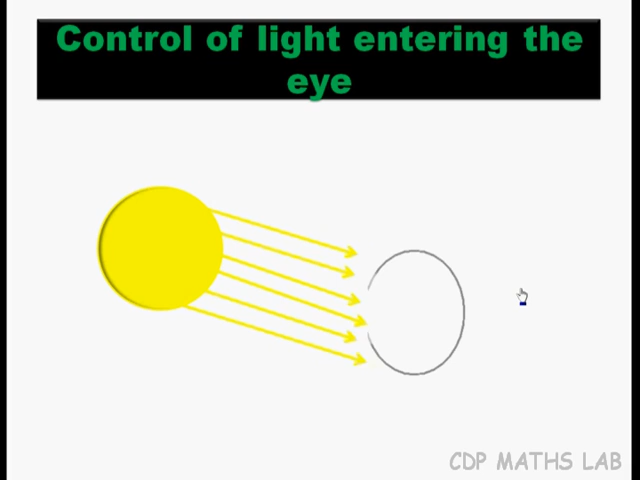 Control of light entering the
eye
CDP MATHS LAB